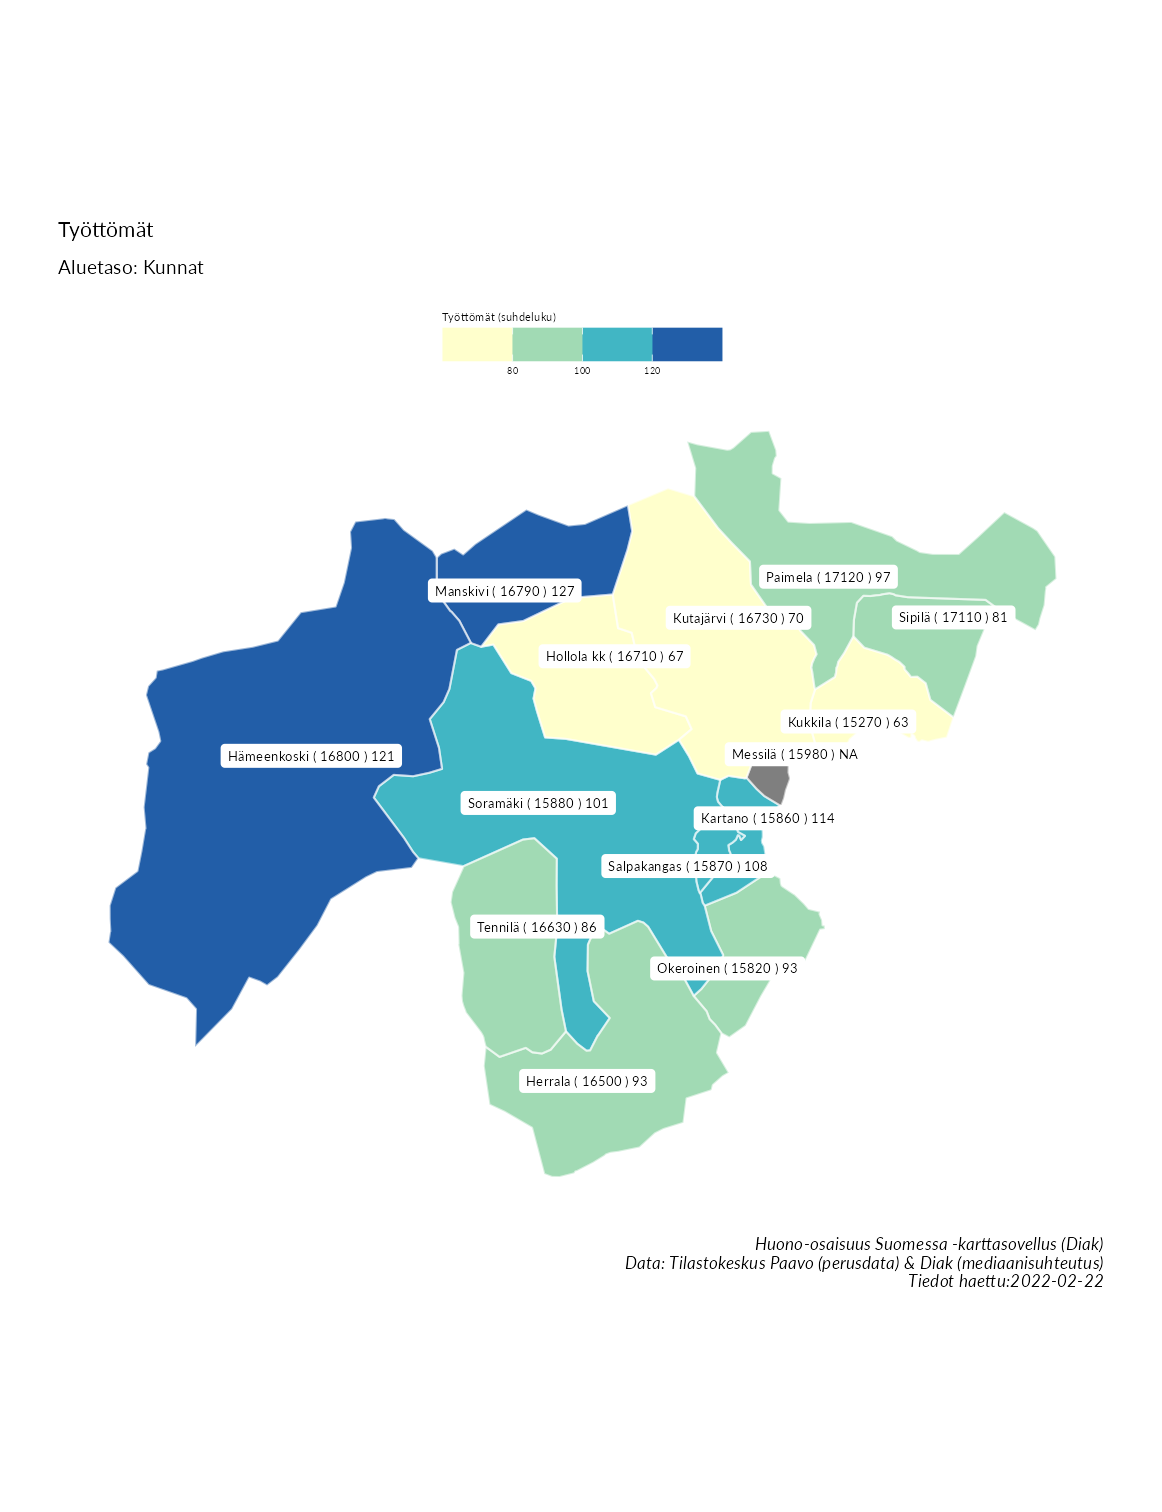 Työttömät
Aluetaso: Kunnat
Työttömät (suhdeluku)
80 100 120
Paimela ( 17120 ) 97
Manskivi ( 16790 ) 127
Kutajärvi ( 16730 ) 70
Sipilä ( 17110 ) 81
Hollola kk ( 16710 ) 67
Kukkila ( 15270 ) 63
Messilä ( 15980 ) NA
Hämeenkoski ( 16800 ) 121
Soramäki ( 15880 ) 101
Kartano ( 15860 ) 114
Salpakangas ( 15870 ) 108
Tennilä ( 16630 ) 86
Okeroinen ( 15820 ) 93
Herrala ( 16500 ) 93
Huono-osaisuus Suomessa -karttasovellus (Diak)
Data: Tilastokeskus Paavo (perusdata) & Diak (mediaanisuhteutus)
Tiedot haettu:2022-02-22